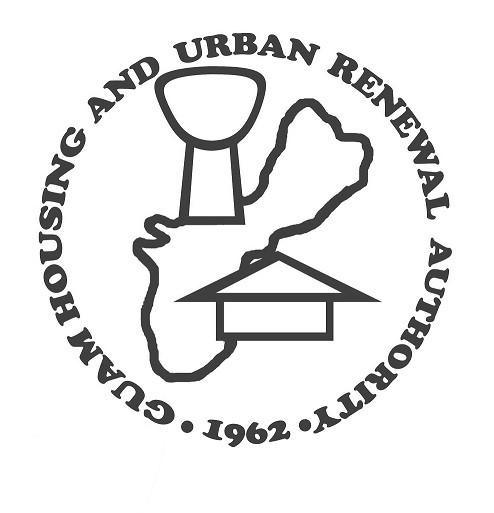 GUAM HOUSING AND URBAN RENEWAL AUTHORITY
• 1962 •